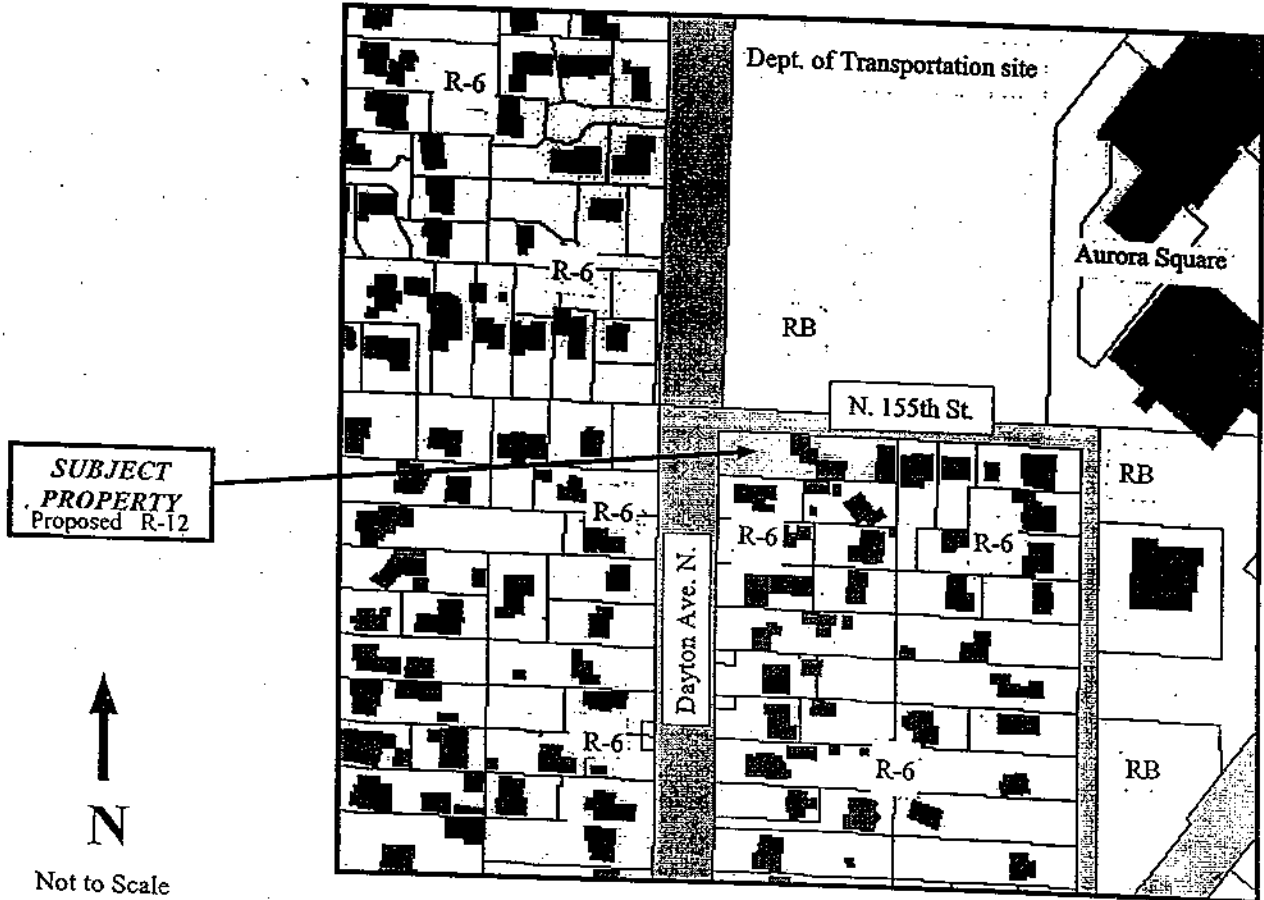 Dept. of Transportation site
R-6
Aurora Square
R-6
RB
N. 155th St.
SUBJECT
PROPERTY
Proposed R-12
RB
R-6
R-6
R-6
Dayton Ave. N.
R-6
R-6
RB
N
Not to Scale